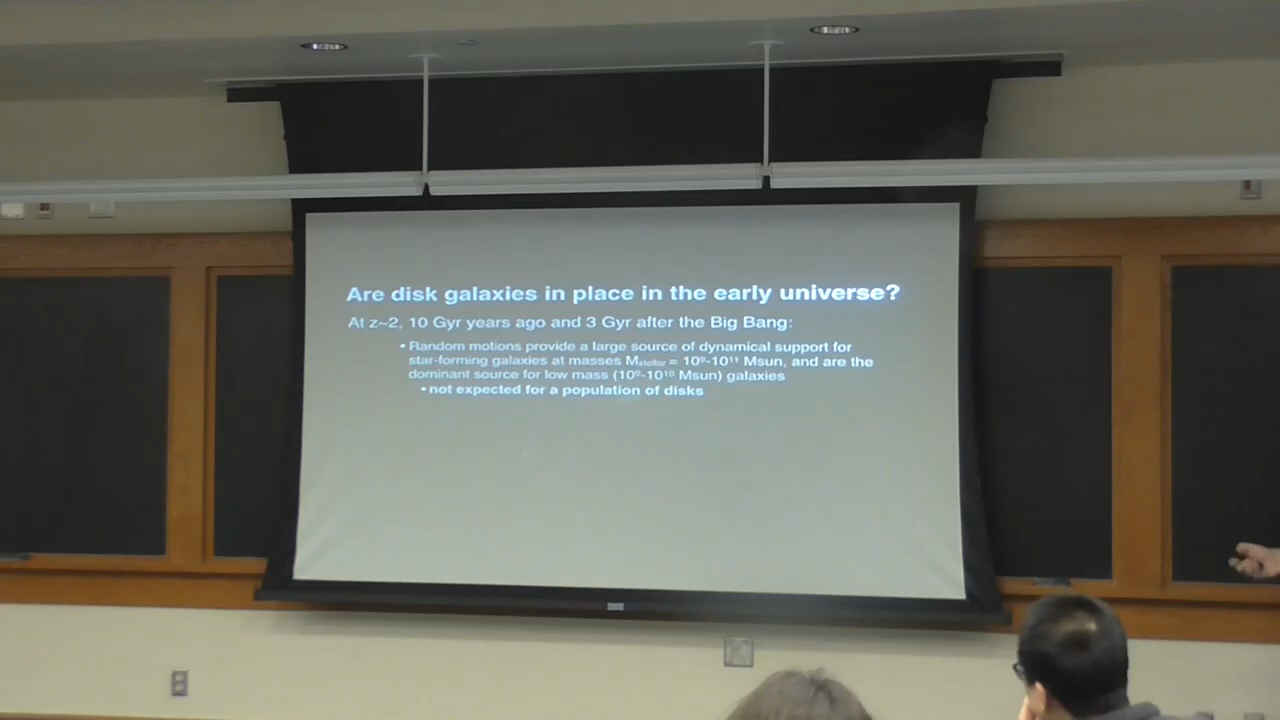 Are disk galaxies in place in the early universe?
At z~2, 10 Gyr years ago and 3 Gyr after the Big Bang:
• Random motions provide a large source of dynamical support for
star-forming galaxies at masses Mstellar = 10⁹-10¹¹ Msun, and are the
dominant source for low mass (10⁹-10¹⁰ Msun) galaxies
• not expected for a population of disks